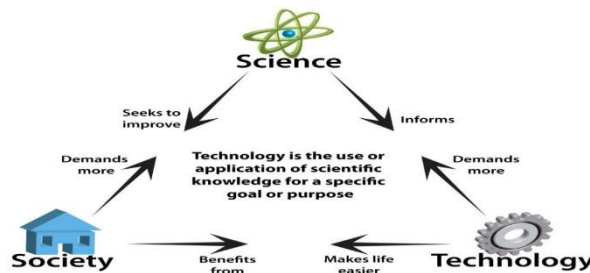 Science
Seeks to
improve
Informs
Demands
more
Technology is the use or
application of scientific
knowledge for a specific
goal or purpose
Demands
more
Society
Benefits
from
Makes life
easier
Technology